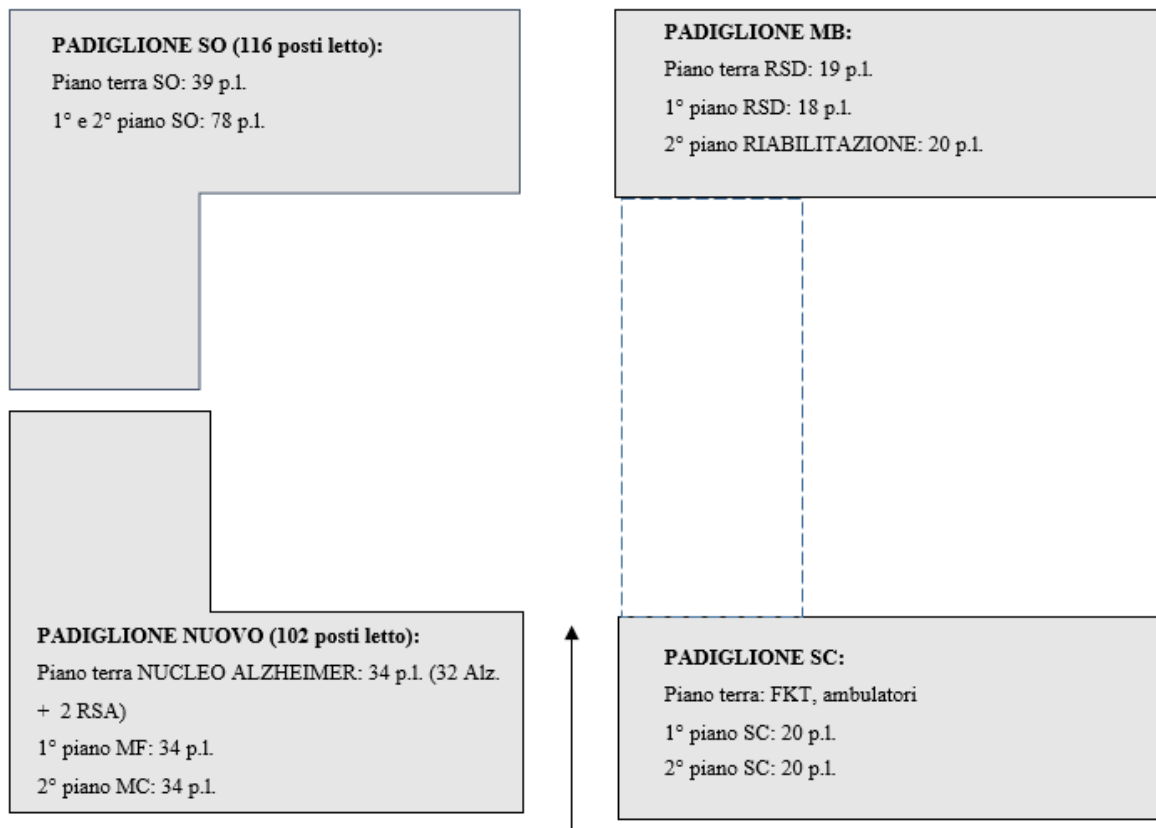 PADIGLIONE SO (116 posti letto):
Piano terra SO: 39 p.l.
1° e 2° piano SO: 78 p.l.
PADIGLIONE MB:
Piano terra RSD: 19 p.l.
1° piano RSD: 18 p.l.
2° piano RIABILITAZIONE: 20 p.l.
PADIGLIONE NUOVO (102 posti letto):
Piano terra NUCLEO ALZHEIMER: 34 p.l. (32 Alz.
+ 2 RSA)
1° piano MF: 34 p.l.
2° piano MC: 34 p.l.
PADIGLIONE SC:
Piano terra: FKT, ambulatori
1° piano SC: 20 p.l.
2° piano SC: 20 p.l.